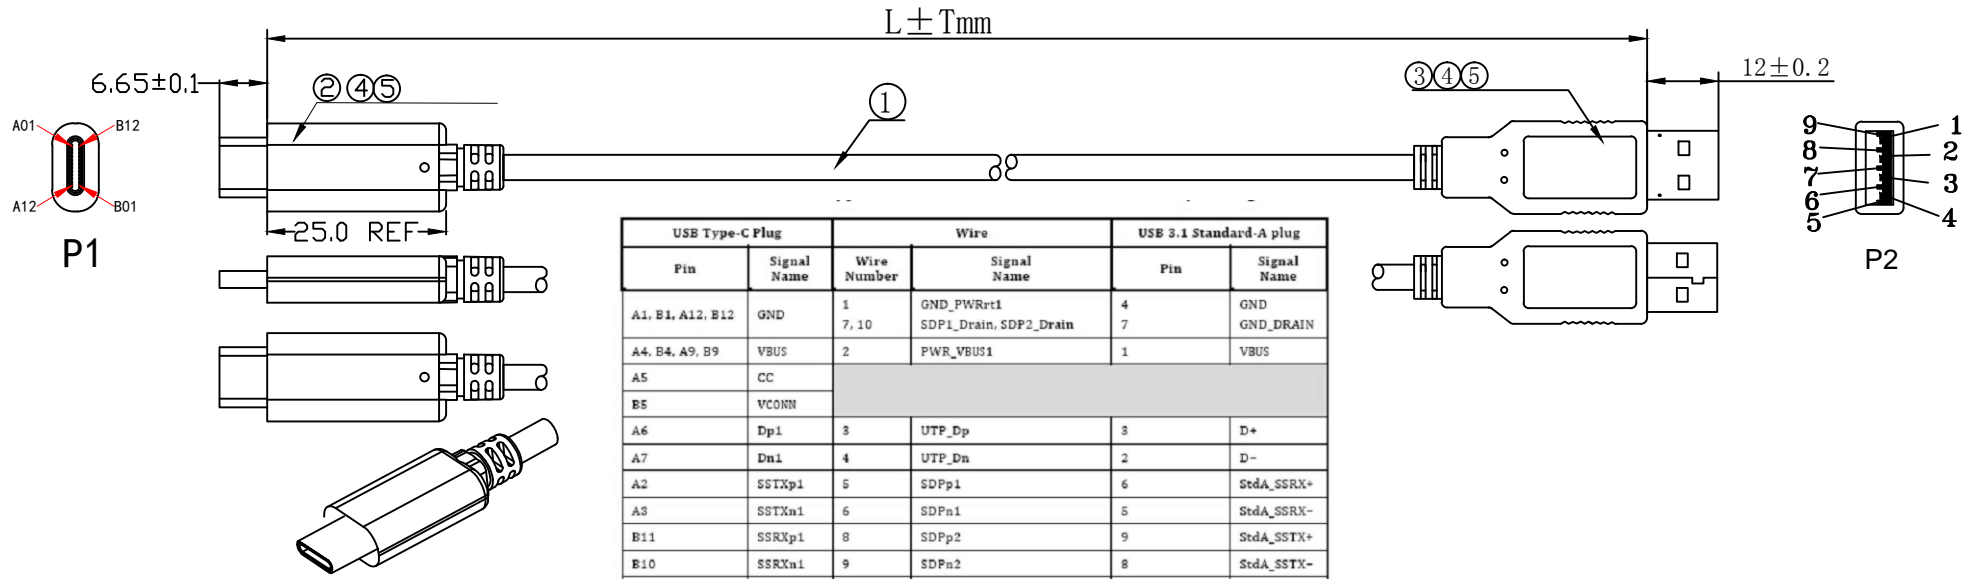 L±Tmm
6.65±0.1
② ④⑤
①
③④⑤
12±0.2
A01
B12
A12
B01
P1
25.0 REF
9
8
7
6
5
1
2
3
4
P2
USB Type-C Plug Wire USB 3.1 Standard-A plug
Pin Signal Name Wire Number Signal Name Pin Signal Name
A1, B1, A12, B12 GND 1 GND_PWRrt1 4 GND
7, 10 SDP1_Drain, SDP2_Drain 7 GND_DRAIN
A4, B4, A9, B9 VBUS 2 PWR_VBUS1 1 VBUS
A5 CC
B5 VCONN
A6 Dp1 3 UTP_Dp 3 D+
A7 Dn1 4 UTP_Dn 2 D-
A2 SSTXp1 5 SDPp1 6 StdA_SSRX+
A3 SSTXn1 6 SDPn1 5 StdA_SSRX-
B11 SSRXp1 8 SDPp2 9 StdA_SSTX+
B10 SSRXn1 9 SDPn2 8 StdA_SSTX-